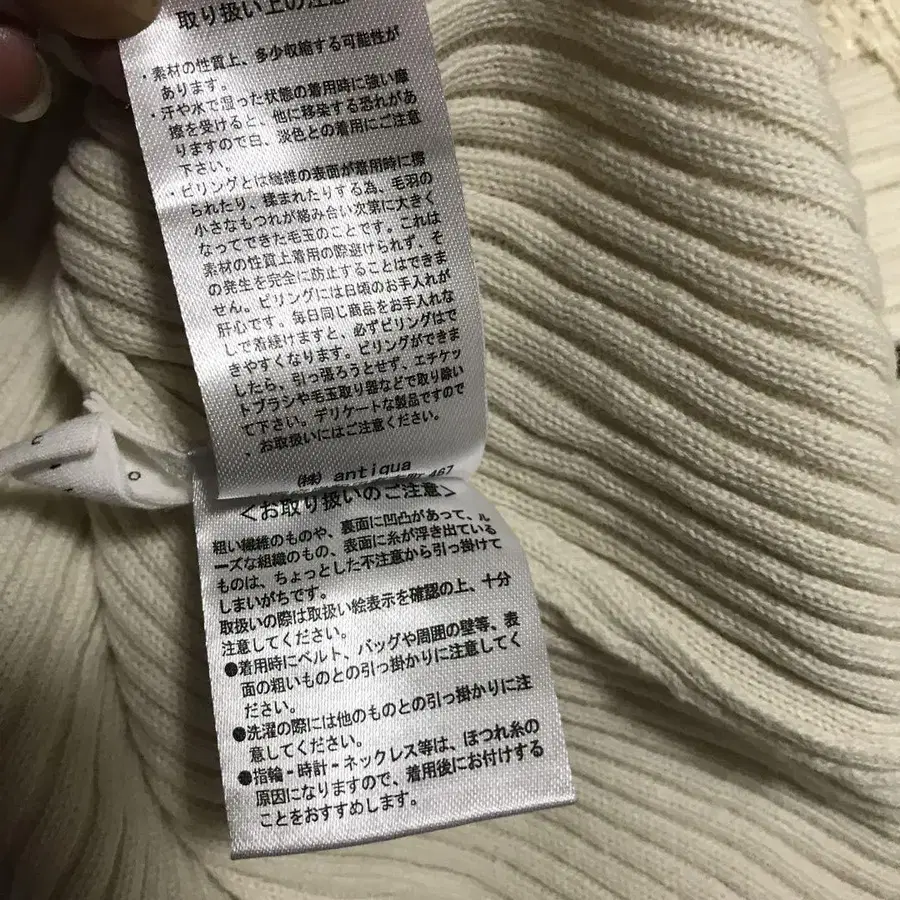 取り扱い上の注意
・素材の性質上、多少収縮する可能性が
あります。
・汗や水で湿った状態の着用時に強い摩
擦を受けると、他に移染する恐れがあ
りますので白、淡色との着用にご注意
下さい。
・ピリングとは繊維の表面が着用時に擦
られたり、揉まれたりする為、毛羽の
小さなもつれが絡み合い次第に大きく
なってできた毛玉のことです。これは
素材の性質上着用の際避けられず、そ
の発生を完全に防止することはできま
せん。ピリングには日頃のお手入れが
肝心です。毎日同じ商品をお手入れな
しで着続けますと、必ずピリングはで
きやすくなります。ピリングができま
したら、引っ張ろうとせず、エチケッ
トブラシや毛玉取り器などで取り除い
て下さい。デリケートな製品ですので
、お取扱いにはご注意ください。
(株) antiqua
467
＜お取り扱いのご注意＞
粗い繊維のものや、裏面に凹凸があって、ル
ーズな組織のもの、表面に糸が浮き出ている
ものは、ちょっとした不注意から引っ掛けて
しまいがちです。
取扱いの際は取扱い絵表示を確認の上、十分
注意してください。
●着用時にベルト、バッグや周囲の壁等、表
面の粗いものとの引っ掛かりに注意してく
ださい。
●洗濯の際には他のものとの引っ掛かりに注
意してください。
●指輪-時計-ネックレス等は、ほつれ糸の
原因になりますので、着用後にお付けする
ことをおすすめします。